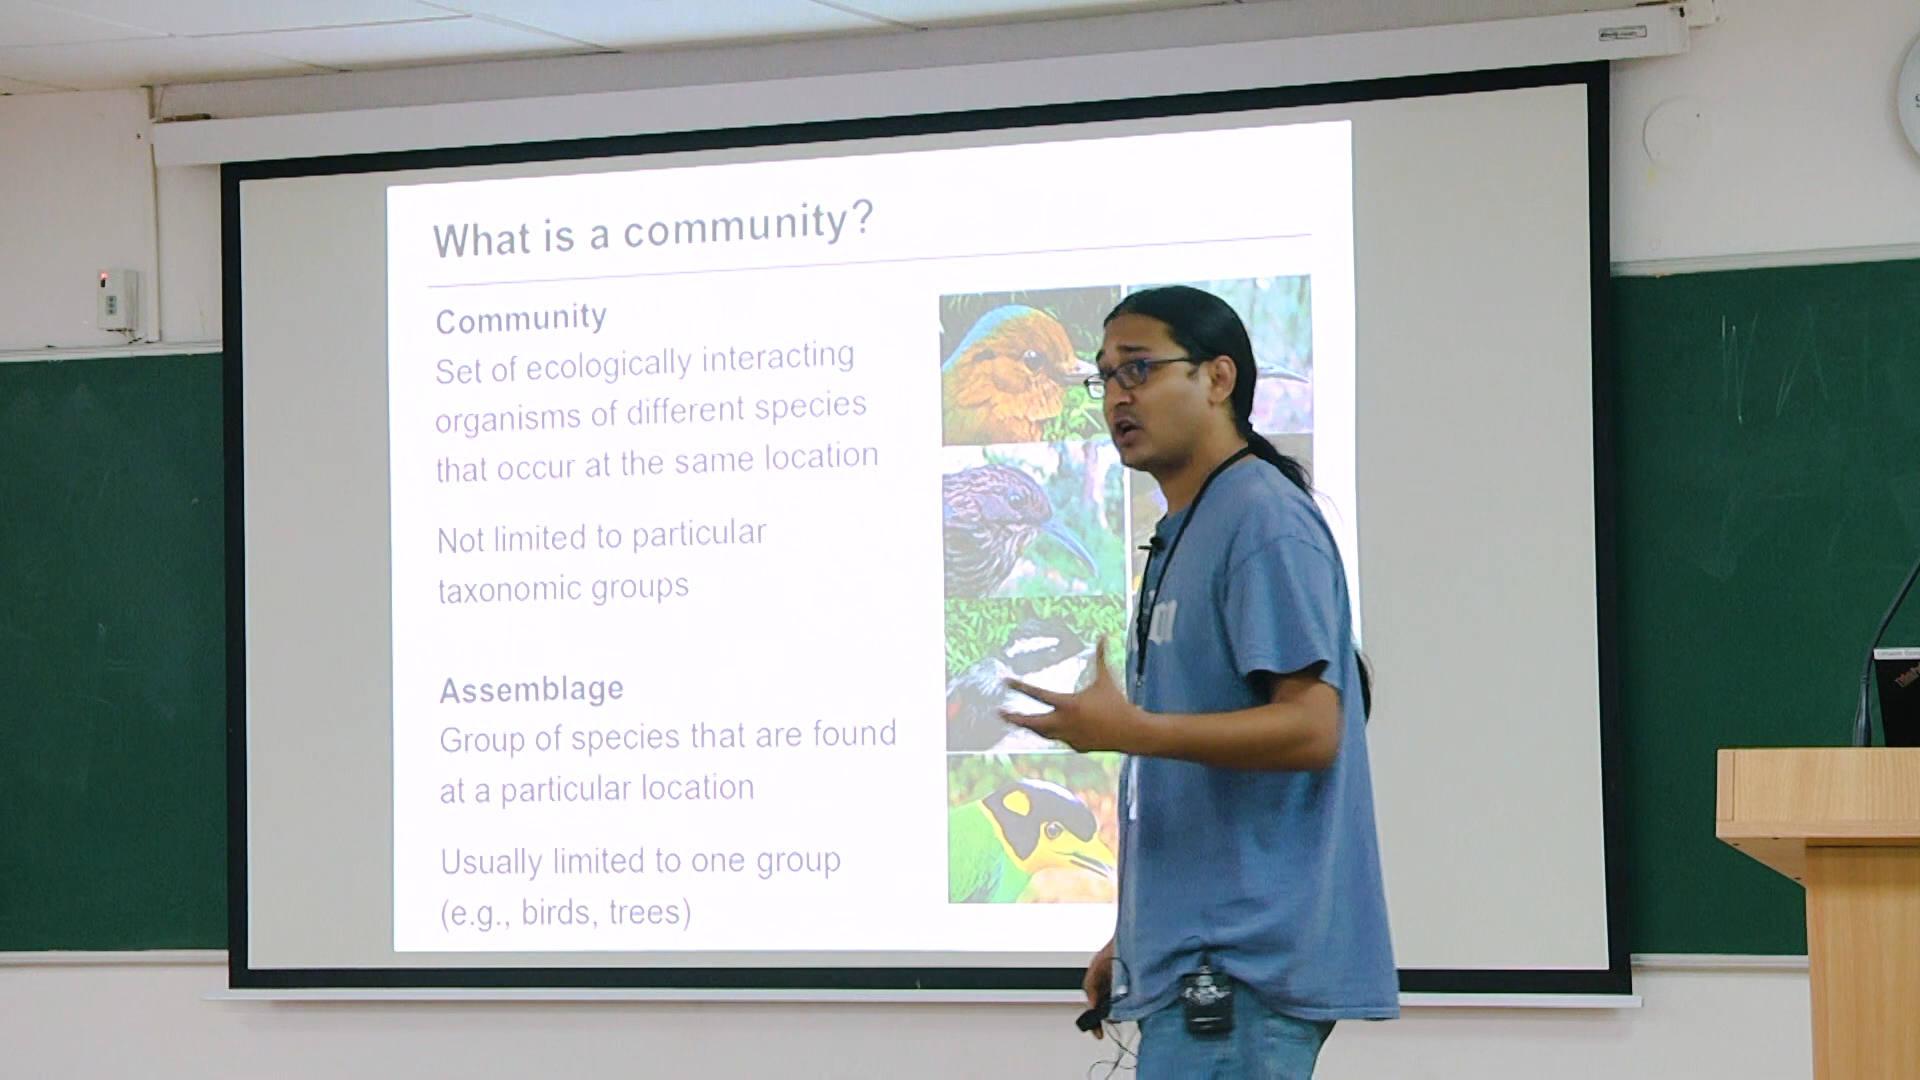 What is a community?
Community
Set of ecologically interacting
organisms of different species
that occur at the same location
Not limited to particular
taxonomic groups
Assemblage
Group of species that are found
at a particular location
Usually limited to one group
(e.g., birds, trees)